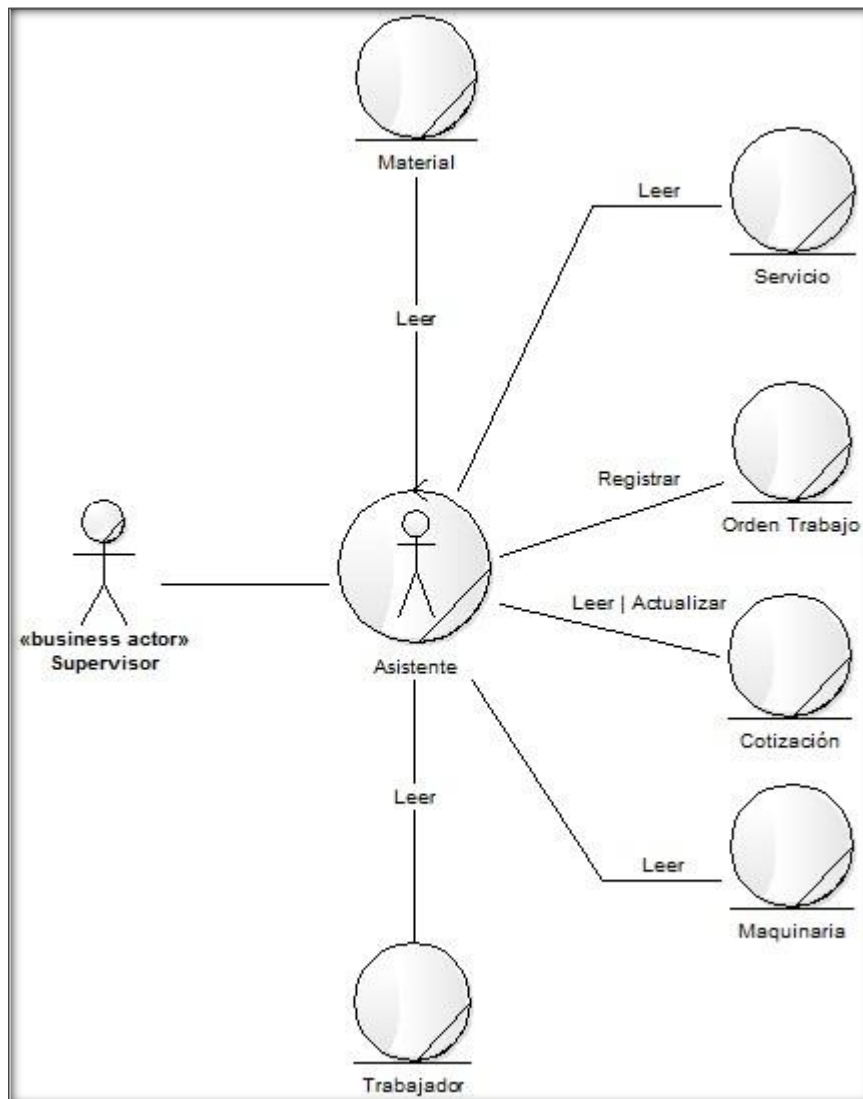 Material
Leer
Servicio
Leer
Registrar
Orden Trabajo
«business actor»
Supervisor
Asistente
Leer | Actualizar
Cotización
Leer
Leer
Maquinaria
Trabajador